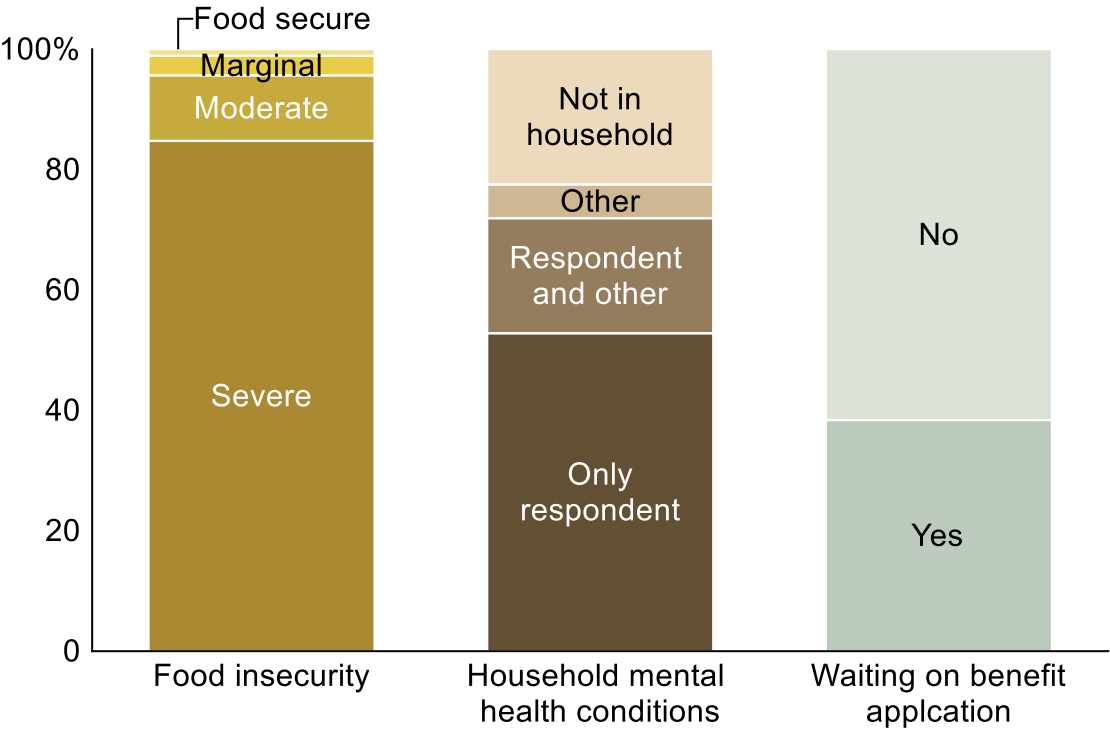 Food secure
100%
Marginal
Moderate
Severe
Not in
household
Other
Respondent
and other
Only
respondent
No
Yes
80
60
40
20
0
Food insecurity
Household mental
health conditions
Waiting on benefit
applcation